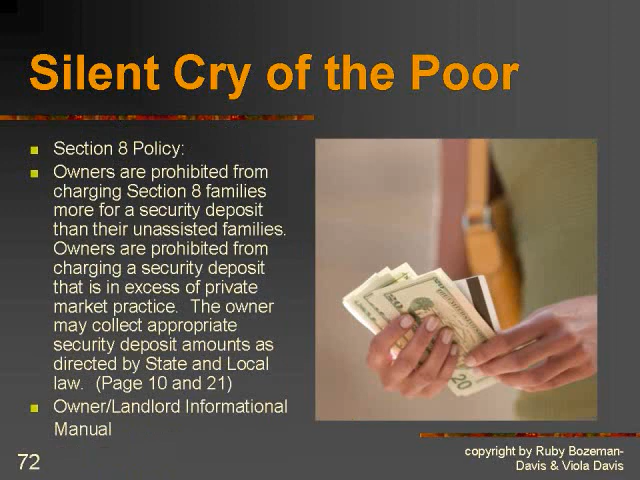 Silent Cry of the Poor
Section 8 Policy:
Owners are prohibited from
charging Section 8 families
more for a security deposit
than their unassisted families.
Owners are prohibited from
charging a security deposit
that is in excess of private
market practice.  The owner
may collect appropriate
security deposit amounts as
directed by State and Local
law.  (Page 10 and 21)
Owner/Landlord Informational
Manual
20
72
copyright by Ruby Bozeman-
Davis & Viola Davis